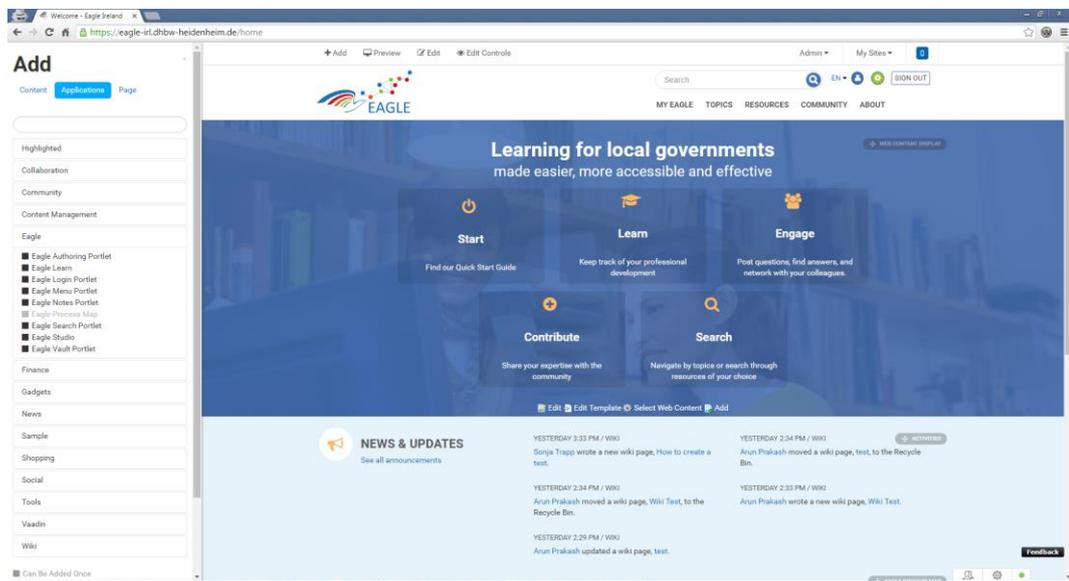 Welcome - Eagle Ireland
https://eagle-irl.dhbw-heidenheim.de/home
Add
Content Applications Page
Highlighted
Collaboration
Community
Content Management
Eagle
Eagle Authoring Portlet
Eagle Learn
Eagle Login Portlet
Eagle Menu Portlet
Eagle Notes Portlet
Eagle Process Map
Eagle Search Portlet
Eagle Studio
Eagle Vault Portlet
Finance
Gadgets
News
Sample
Shopping
Social
Tools
Vaadin
Wiki
Can Be Added Once
Add Preview Edit Edit Controls Admin My Sites 0
EAGLE
Search EN SIGN OUT
MY EAGLE TOPICS RESOURCES COMMUNITY ABOUT
WEB CONTENT DISPLAY
Learning for local governments
made easier, more accessible and effective
Start
Find our Quick Start Guide
Learn
Keep track of your professional
development
Engage
Post questions, find answers, and
network with your colleagues.
Contribute
Share your expertise with the
community
Search
Navigate by topics or search through
resources of your choice
Edit Edit Template Select Web Content Add
NEWS & UPDATES
See all announcements
YESTERDAY 3:33 PM / WIKI
Sonja Trapp wrote a new wiki page, How to create a
test.
YESTERDAY 2:34 PM / WIKI
Arun Prakash moved a wiki page, Wiki Test, to the
Recycle Bin.
YESTERDAY 2:29 PM / WIKI
Arun Prakash updated a wiki page, test.
YESTERDAY 2:34 PM / WIKI
ACTIVITIES
Arun Prakash moved a wiki page, test, to the Recycle
Bin.
YESTERDAY 2:33 PM / WIKI
Arun Prakash wrote a new wiki page, Wiki Test.
Feedback